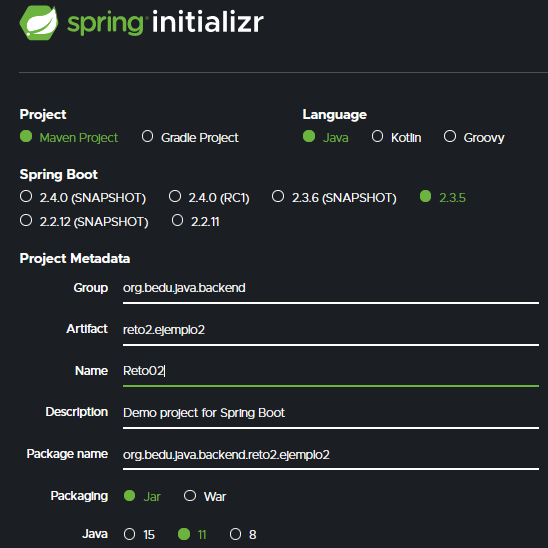 spring initializr
Project
Maven Project Gradle Project
Language
Java Kotlin Groovy
Spring Boot
2.4.0 (SNAPSHOT) 2.4.0 (RC1) 2.3.6 (SNAPSHOT) 2.3.5
2.2.12 (SNAPSHOT) 2.2.11
Project Metadata
Group org.bedu.java.backend
Artifact reto2.ejemplo2
Name Reto02
Description Demo project for Spring Boot
Package name org.bedu.java.backend.reto2.ejemplo2
Packaging Jar War
Java 15 11 8